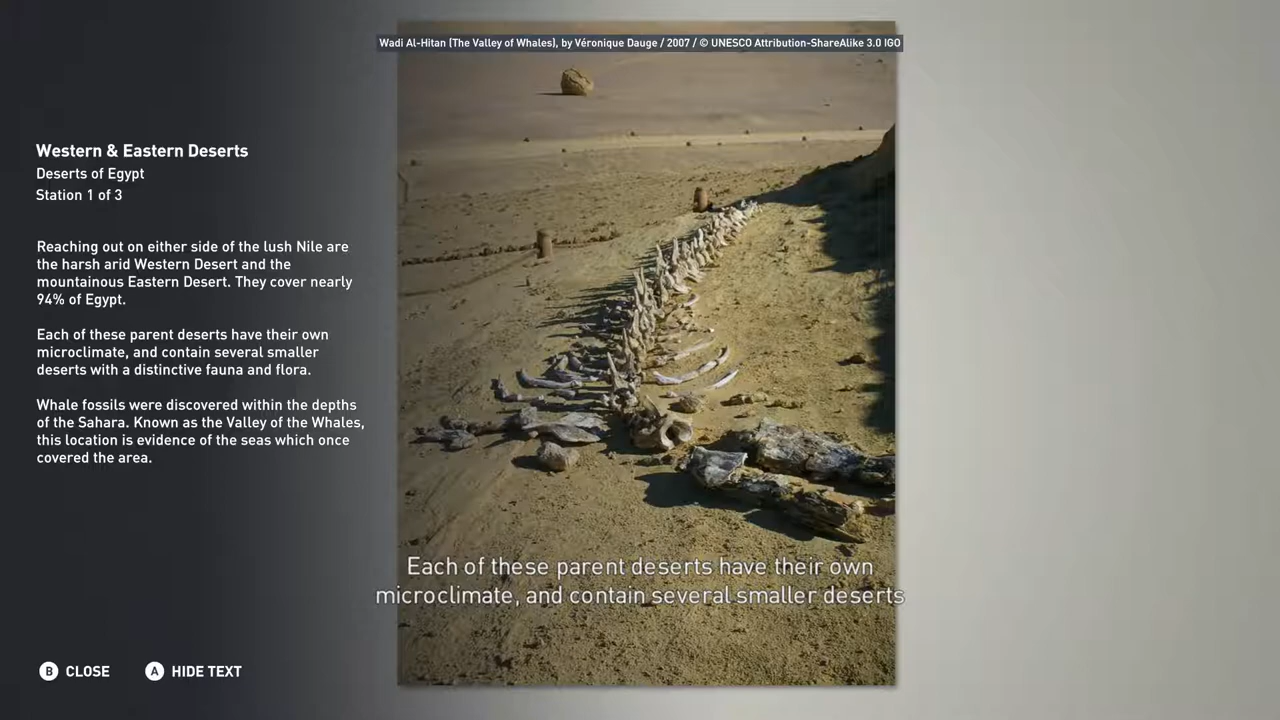 Wadi Al-Hitan (The Valley of Whales), by Véronique Dauge / 2007 / © UNESCO Attribution-ShareAlike 3.0 IGO
Western & Eastern Deserts
Deserts of Egypt
Station 1 of 3
Reaching out on either side of the lush Nile are
the harsh arid Western Desert and the
mountainous Eastern Desert. They cover nearly
94% of Egypt.
Each of these parent deserts have their own
microclimate, and contain several smaller
deserts with a distinctive fauna and flora.
Whale fossils were discovered within the depths
of the Sahara. Known as the Valley of the Whales,
this location is evidence of the seas which once
covered the area.
Each of these parent deserts have their own
microclimate, and contain several smaller deserts
B CLOSE A HIDE TEXT